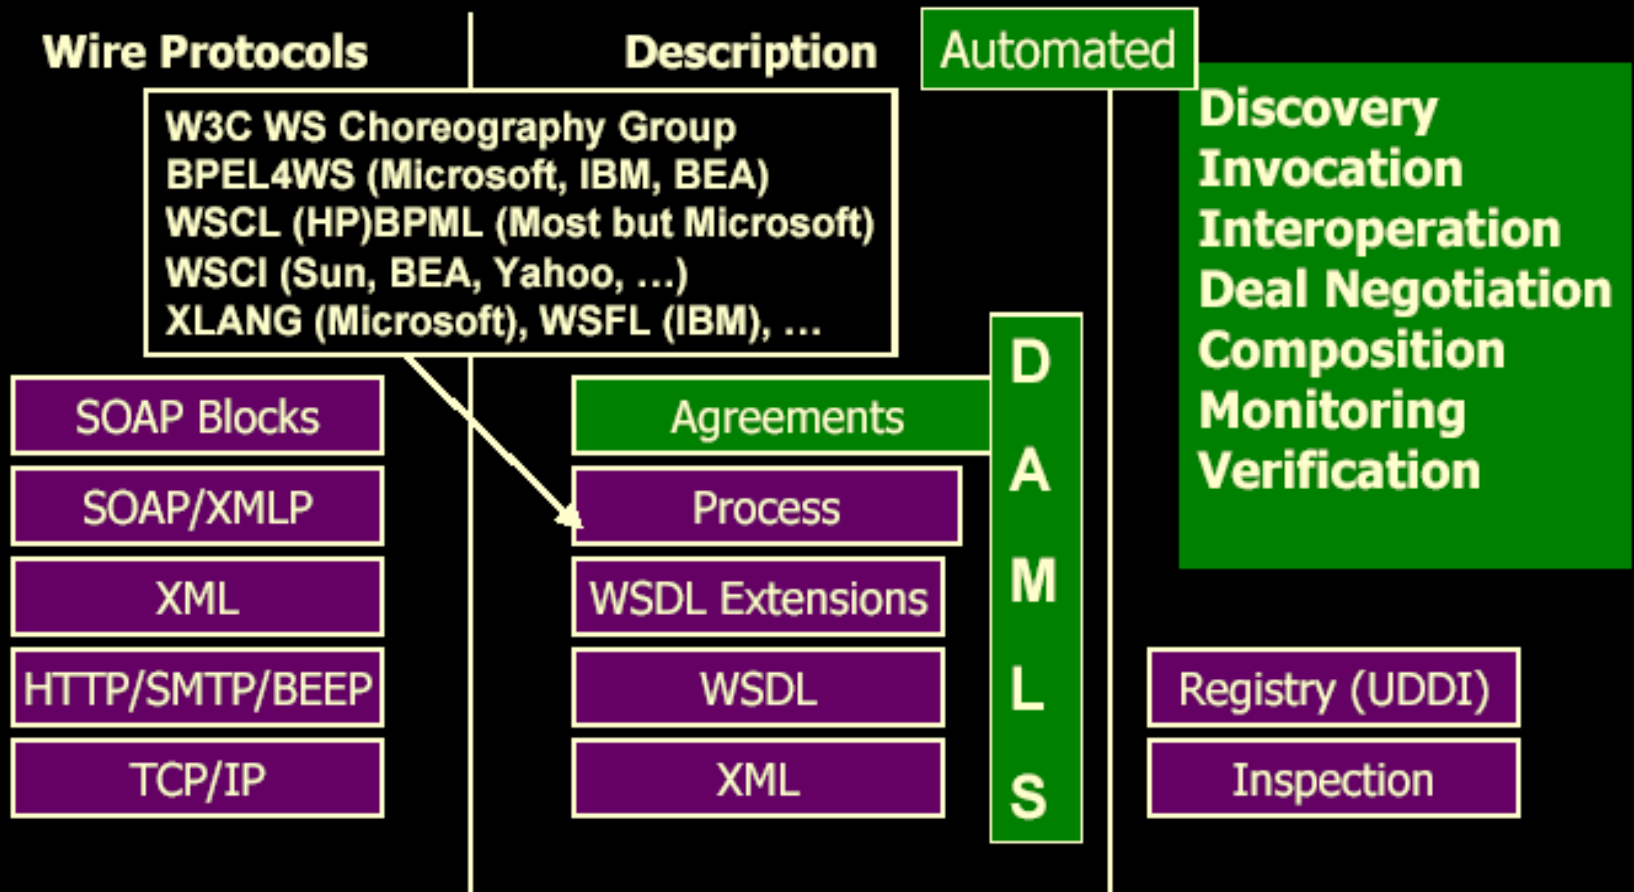 Wire Protocols
Description
Automated
W3C WS Choreography Group
BPEL4WS (Microsoft, IBM, BEA)
WSCL (HP)BPML (Most but Microsoft)
WSCI (Sun, BEA, Yahoo, ...)
XLANG (Microsoft), WSFL (IBM), ...
Discovery
Invocation
Interoperation
Deal Negotiation
Composition
Monitoring
Verification
SOAP Blocks
SOAP/XMLP
XML
HTTP/SMTP/BEEP
TCP/IP
Agreements
Process
WSDL Extensions
WSDL
XML
D
A
M
L
S
Registry (UDDI)
Inspection